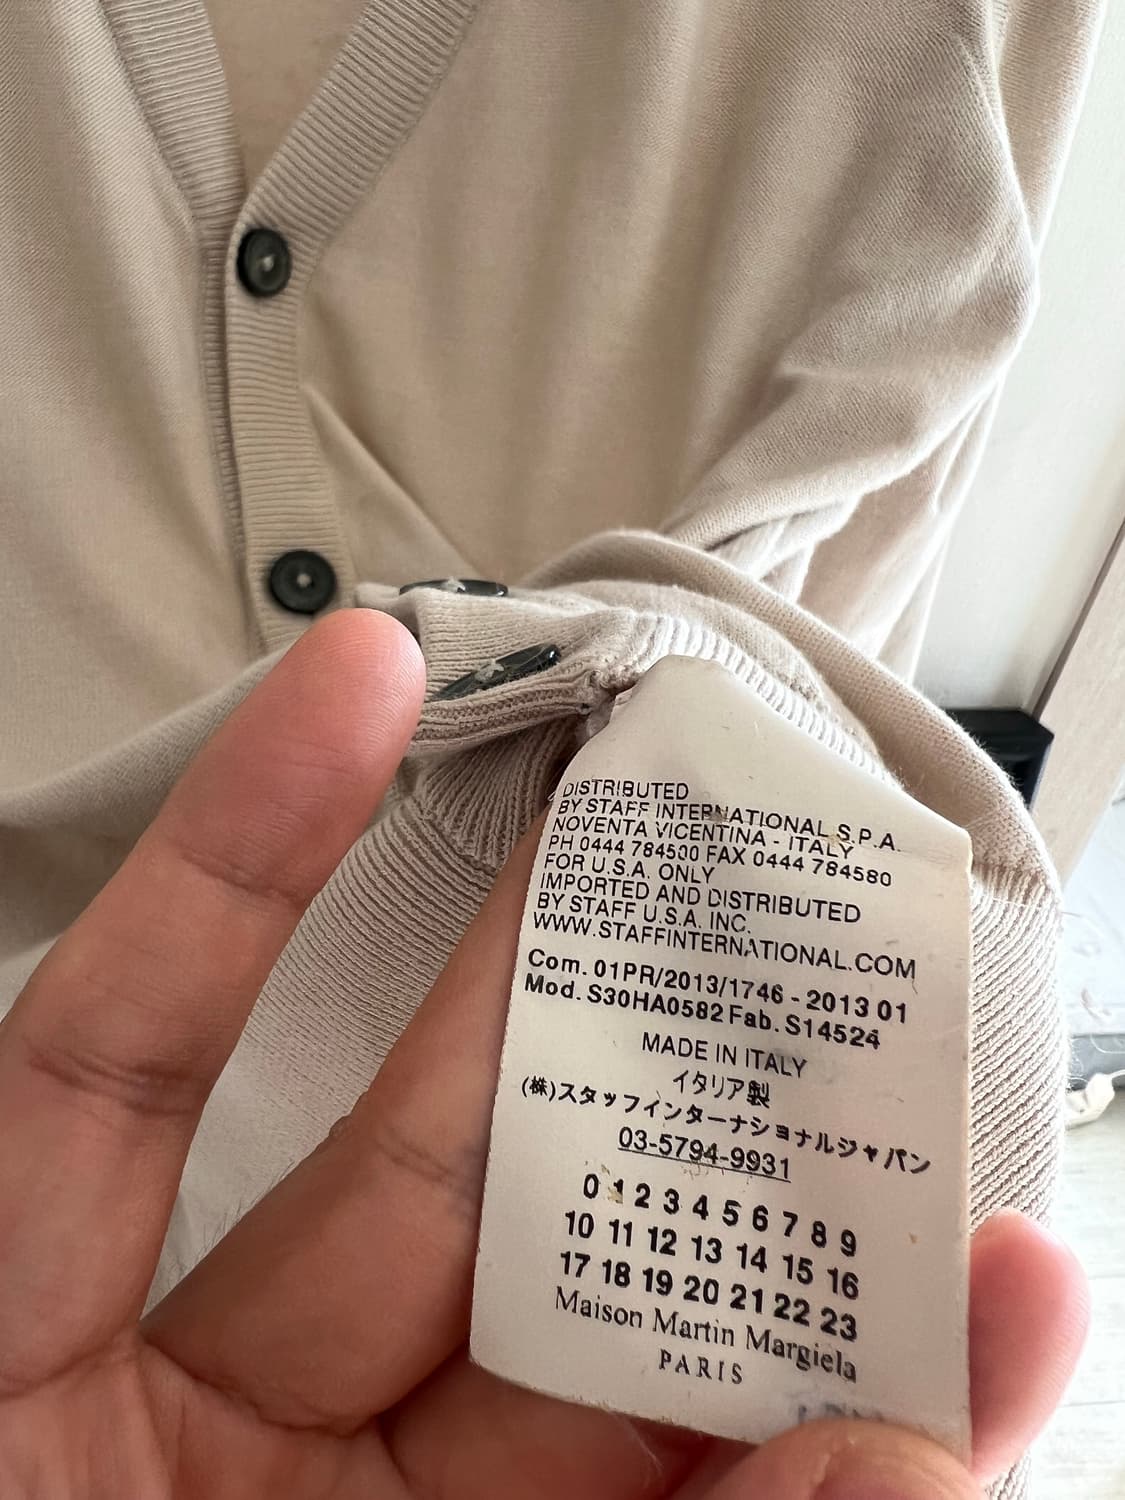 DISTRIBUTED
BY STAFF INTERNATIONAL S.P.A.
NOVENTA VICENTINA - ITALY
PH 0444 784500 FAX 0444 784580
FOR U.S.A. ONLY
IMPORTED AND DISTRIBUTED
BY STAFF U.S.A. INC.
WWW.STAFFINTERNATIONAL.COM
Com. 01PR/2013/1746 - 2013 01
Mod. S30HA0582 Fab. S14524
MADE IN ITALY
イタリア製
(株)スタッフインターナショナルジャパン
03-5794-9931
0 1 2 3 4 5 6 7 8 9
10 11 12 13 14 15 16
17 18 19 20 21 22 23
Maison Martin Margiela
PARIS